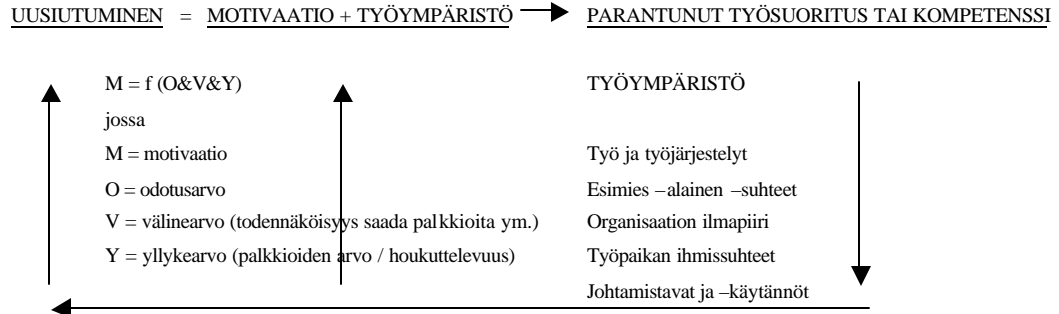 UUSIUTUMINEN = MOTIVAATIO + TYÖYMPÄRISTÖ PARANTUNUT TYÖSUORITUS TAI KOMPETENSSI
M = f (O&V&Y) TYÖYMPÄRISTÖ
jossa
M = motivaatio Työ ja työjärjestelyt
O = odotusarvo Esimies –alainen –suhteet
V = välinearvo (todennäköisyys saada palkkioita ym.) Organisaation ilmapiiri
Y = yllykearvo (palkkioiden arvo / houkuttelevuus) Työpaikan ihmissuhteet
Johtamistavat ja –käytännöt